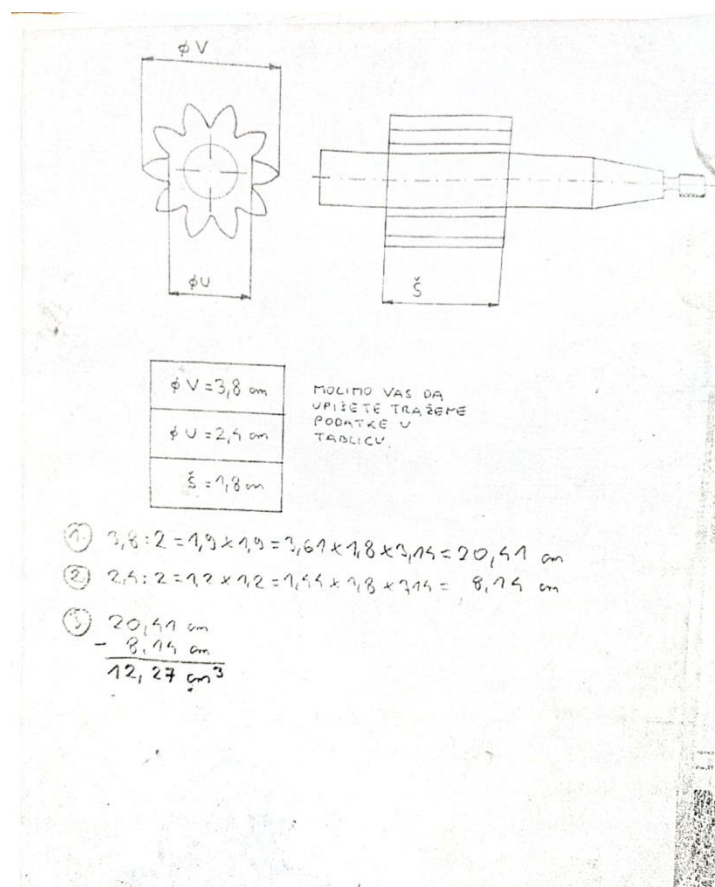 φV
φU
Š
φV = 3,8 cm
φU = 2,4 cm
Š = 1,8 cm
MOLIMO VAS DA
UPIŠETE TRAŽEME
PODATKE U
TABLICU.
1. 3,8 : 2 = 1,9 x 1,9 = 3,61 x 1,8 x 3,14 = 20,41 cm
2. 2,4 : 2 = 1,2 x 1,2 = 1,44 x 1,8 x 3,14 = 8,14 cm
3. 20,41 cm
- 8,14 cm
12,27 cm³